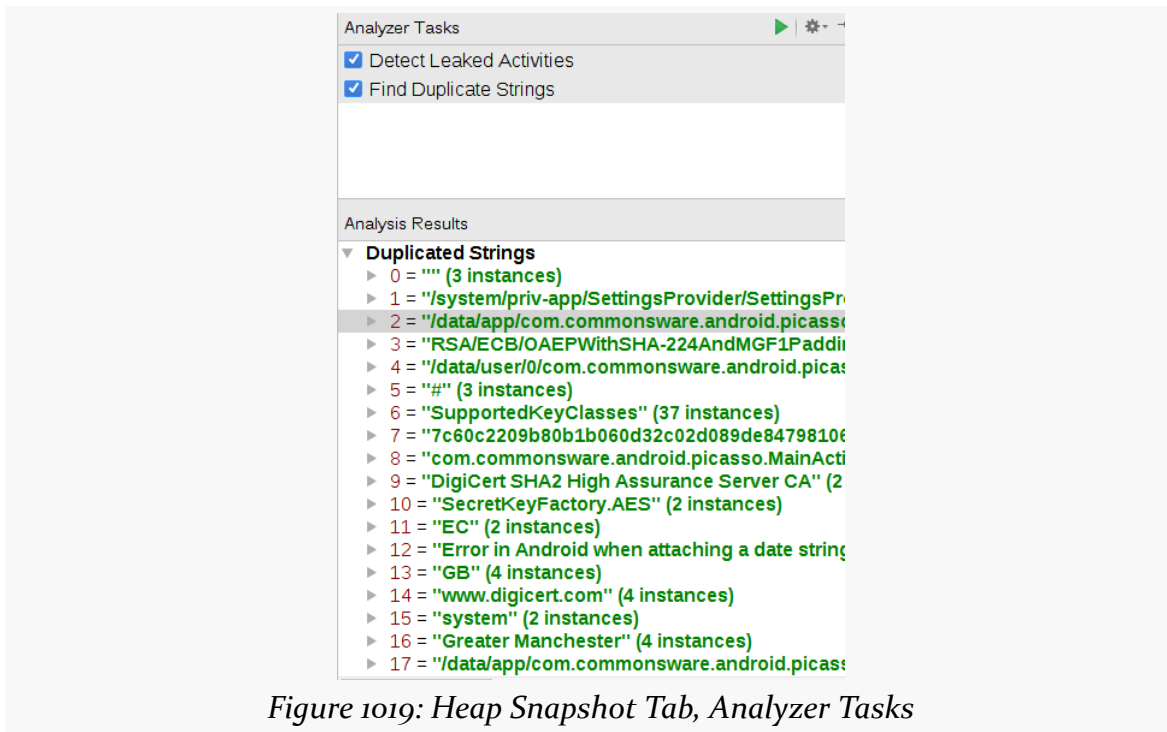 Analyzer Tasks
Detect Leaked Activities
Find Duplicate Strings
Analysis Results
Duplicated Strings
0 = "" (3 instances)
1 = "/system/priv-app/SettingsProvider/SettingsPr
2 = "/data/app/com.commonsware.android.picasso
3 = "RSA/ECB/OAEPWithSHA-224AndMGF1Paddin
4 = "/data/user/0/com.commonsware.android.picas
5 = "#" (3 instances)
6 = "SupportedKeyClasses" (37 instances)
7 = "7c60c2209b80b1b060d32c02d089de84798106
8 = "com.commonsware.android.picasso.MainActi
9 = "DigiCert SHA2 High Assurance Server CA" (2
10 = "SecretKeyFactory.AES" (2 instances)
11 = "EC" (2 instances)
12 = "Error in Android when attaching a date string
13 = "GB" (4 instances)
14 = "www.digicert.com" (4 instances)
15 = "system" (2 instances)
16 = "Greater Manchester" (4 instances)
17 = "/data/app/com.commonsware.android.picass
Figure 1019: Heap Snapshot Tab, Analyzer Tasks